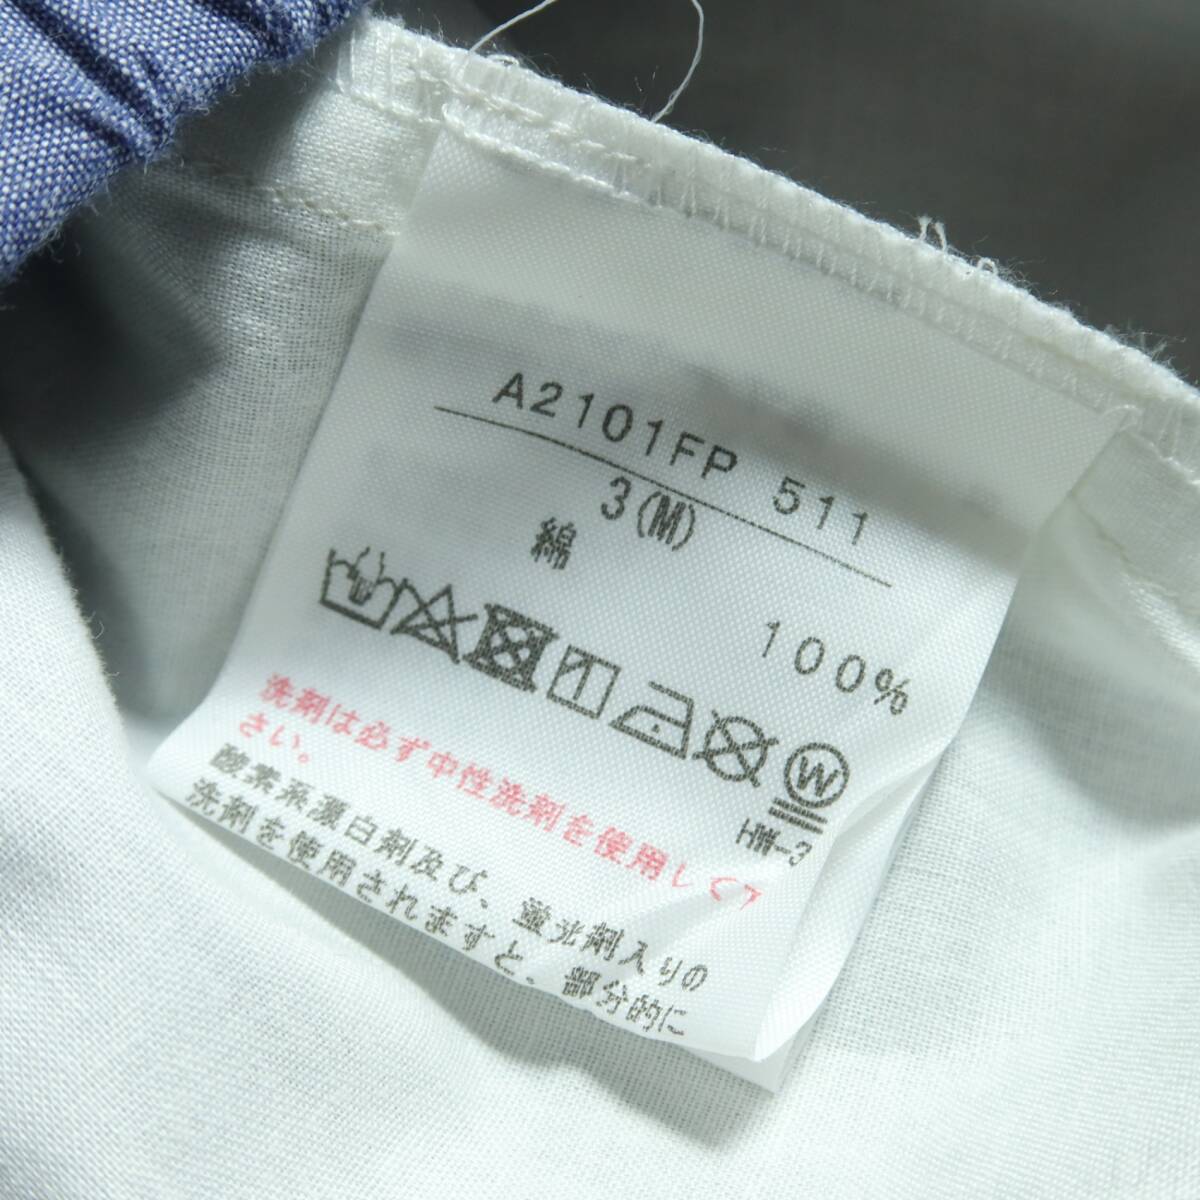 A2101FP 511
3(M)
綿 100%
W
HW-3
洗剤は必ず中性洗剤を使用して
さい。
酸素系漂白剤及び、蛍光剤入りの
洗剤を使用されますと、部分的に